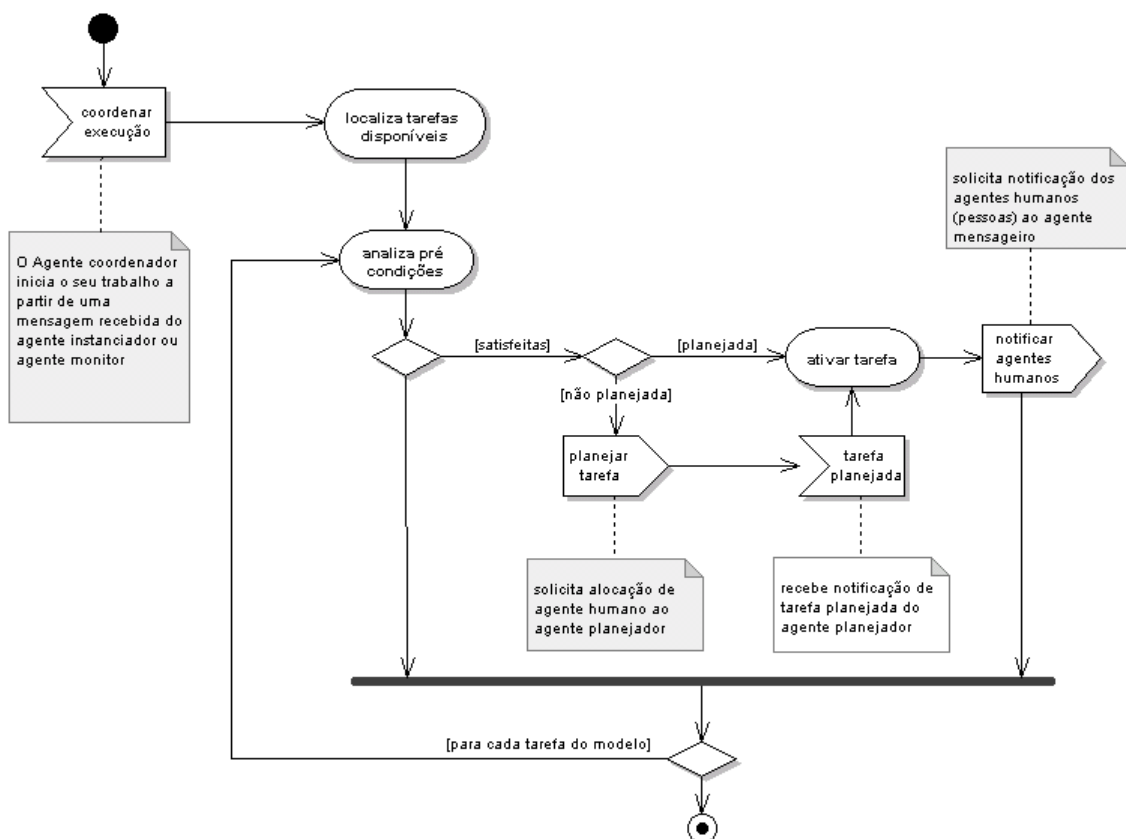 coordenar
execução
localiza tarefas
disponíveis
solicita notificação dos
agentes humanos
(pessoas) ao agente
mensageiro
O Agente coordenador
inicia o seu trabalho a
partir de uma
mensagem recebida do
agente instanciador ou
agente monitor
analiza pré
condições
[satisfeitas]
[planejada]
ativar tarefa
notificar
agentes
humanos
[não planejada]
planejar
tarefa
tarefa
planejada
solicita alocação de
agente humano ao
agente planejador
recebe notificação de
tarefa planejada do
agente planejador
[para cada tarefa do modelo]